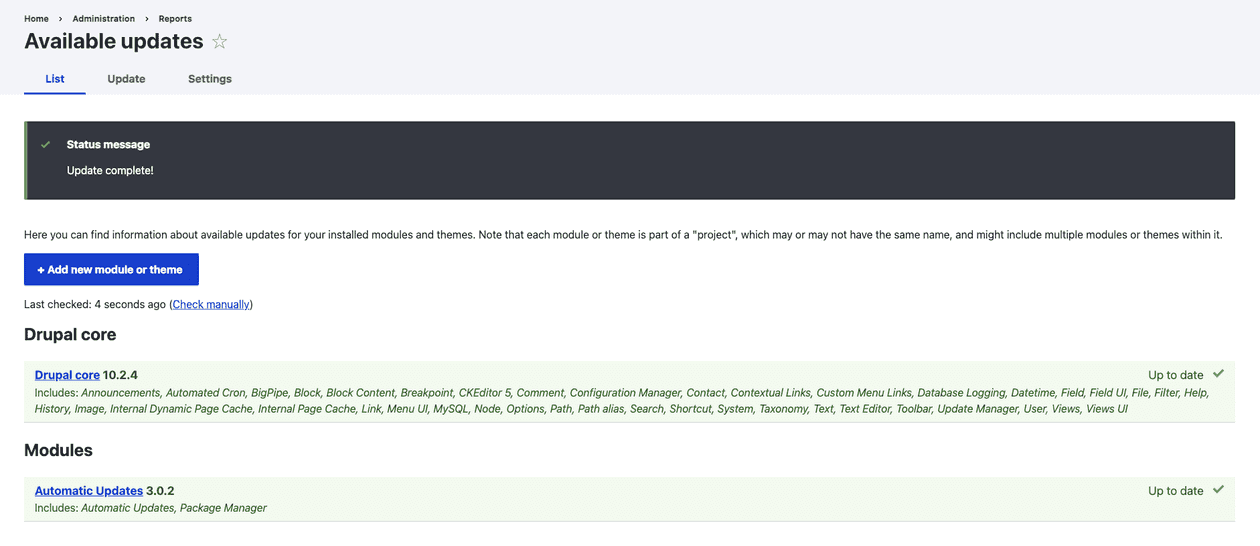 Home › Administration › Reports
Available updates
List Update Settings
Status message
Update complete!
Here you can find information about available updates for your installed modules and themes. Note that each module or theme is part of a "project", which may or may not have the same name, and might include multiple modules or themes within it.
+ Add new module or theme
Last checked: 4 seconds ago (Check manually)
Drupal core
Drupal core 10.2.4 Up to date
Includes: Announcements, Automated Cron, BigPipe, Block, Block Content, Breakpoint, CKEditor 5, Comment, Configuration Manager, Contact, Contextual Links, Custom Menu Links, Database Logging, Datetime, Field, Field UI, File, Filter, Help,
History, Image, Internal Dynamic Page Cache, Internal Page Cache, Link, Menu UI, MySQL, Node, Options, Path, Path alias, Search, Shortcut, System, Taxonomy, Text, Text Editor, Toolbar, Update Manager, User, Views, Views UI
Modules
Automatic Updates 3.0.2 Up to date
Includes: Automatic Updates, Package Manager